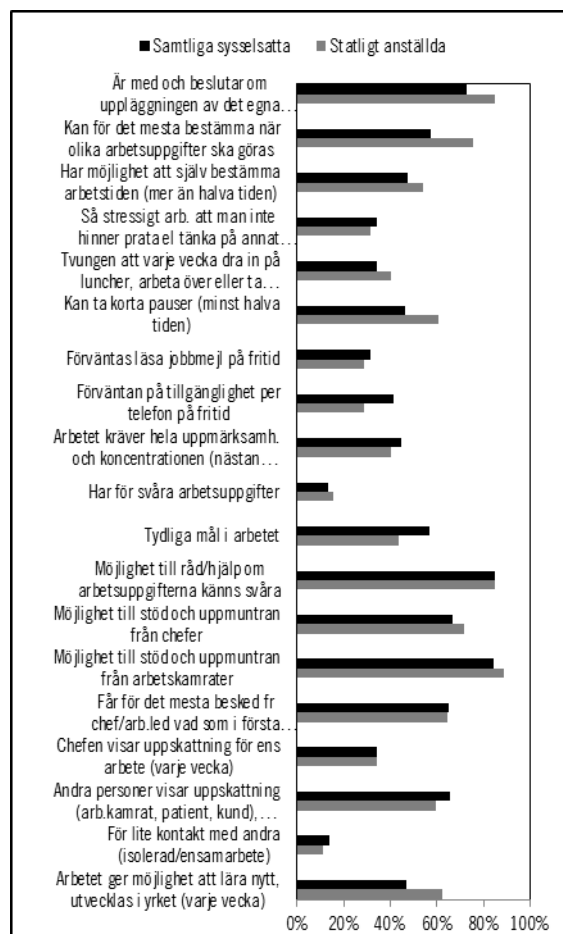 Samtliga sysselsatta Statligt anställda
Är med och beslutar om
uppläggningen av det egna…
Kan för det mesta bestämma när
olika arbetsuppgifter ska göras
Har möjlighet att själv bestämma
arbetstiden (mer än halva tiden)
Så stressigt arb. att man inte
hinner prata el tänka på annat…
Tvungen att varje vecka dra in på
luncher, arbeta över eller ta…
Kan ta korta pauser (minst halva
tiden)
Förväntas läsa jobbmejl på fritid
Förväntan på tillgänglighet per
telefon på fritid
Arbetet kräver hela uppmärksamh.
och koncentrationen (nästan…
Har för svåra arbetsuppgifter
Tydliga mål i arbetet
Möjlighet till råd/hjälp om
arbetsuppgifterna känns svåra
Möjlighet till stöd och uppmuntran
från chefer
Möjlighet till stöd och uppmuntran
från arbetskamrater
Får för det mesta besked fr
chef/arb.led vad som i första…
Chefen visar uppskattning för ens
arbete (varje vecka)
Andra personer visar uppskattning
(arb.kamrat, patient, kund),…
För lite kontakt med andra
(isolerad/ensamarbete)
Arbetet ger möjlighet att lära nytt,
utvecklas i yrket (varje vecka)
0% 20% 40% 60% 80% 100%